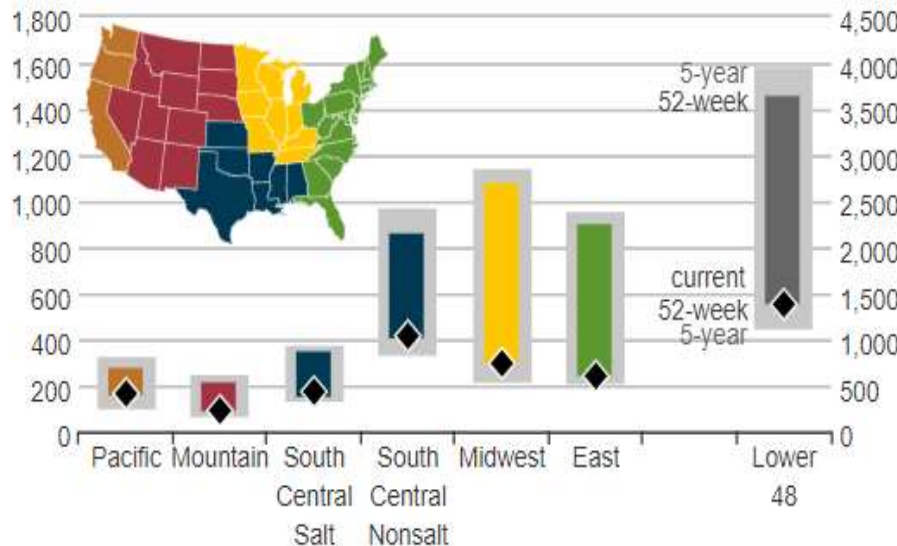 1,800
1,600
1,400
1,200
1,000
800
600
400
200
0
4,500
4,000
3,500
3,000
2,500
2,000
1,500
1,000
500
0
5-year
52-week
current
52-week
5-year
Pacific
Mountain
South
Central
Salt
South
Central
Nonsalt
Midwest
East
Lower
48